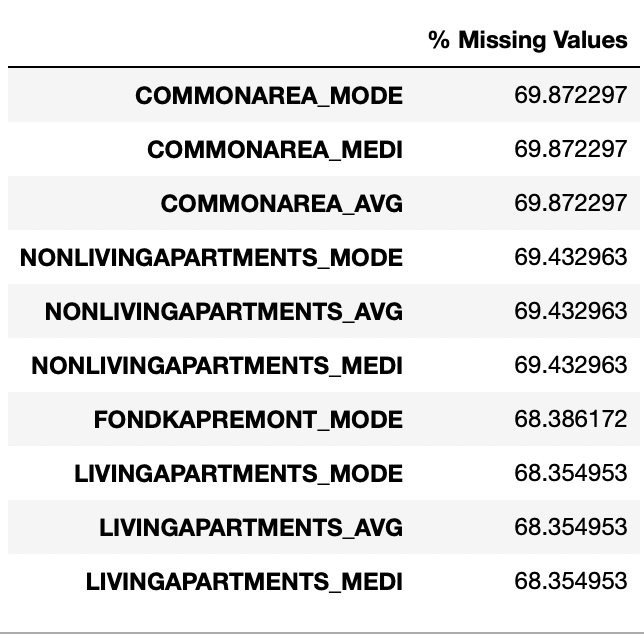 % Missing Values
COMMONAREA_MODE 69.872297
COMMONAREA_MEDI 69.872297
COMMONAREA_AVG 69.872297
NONLIVINGAPARTMENTS_MODE 69.432963
NONLIVINGAPARTMENTS_AVG 69.432963
NONLIVINGAPARTMENTS_MEDI 69.432963
FONDKAPREMONT_MODE 68.386172
LIVINGAPARTMENTS_MODE 68.354953
LIVINGAPARTMENTS_AVG 68.354953
LIVINGAPARTMENTS_MEDI 68.354953